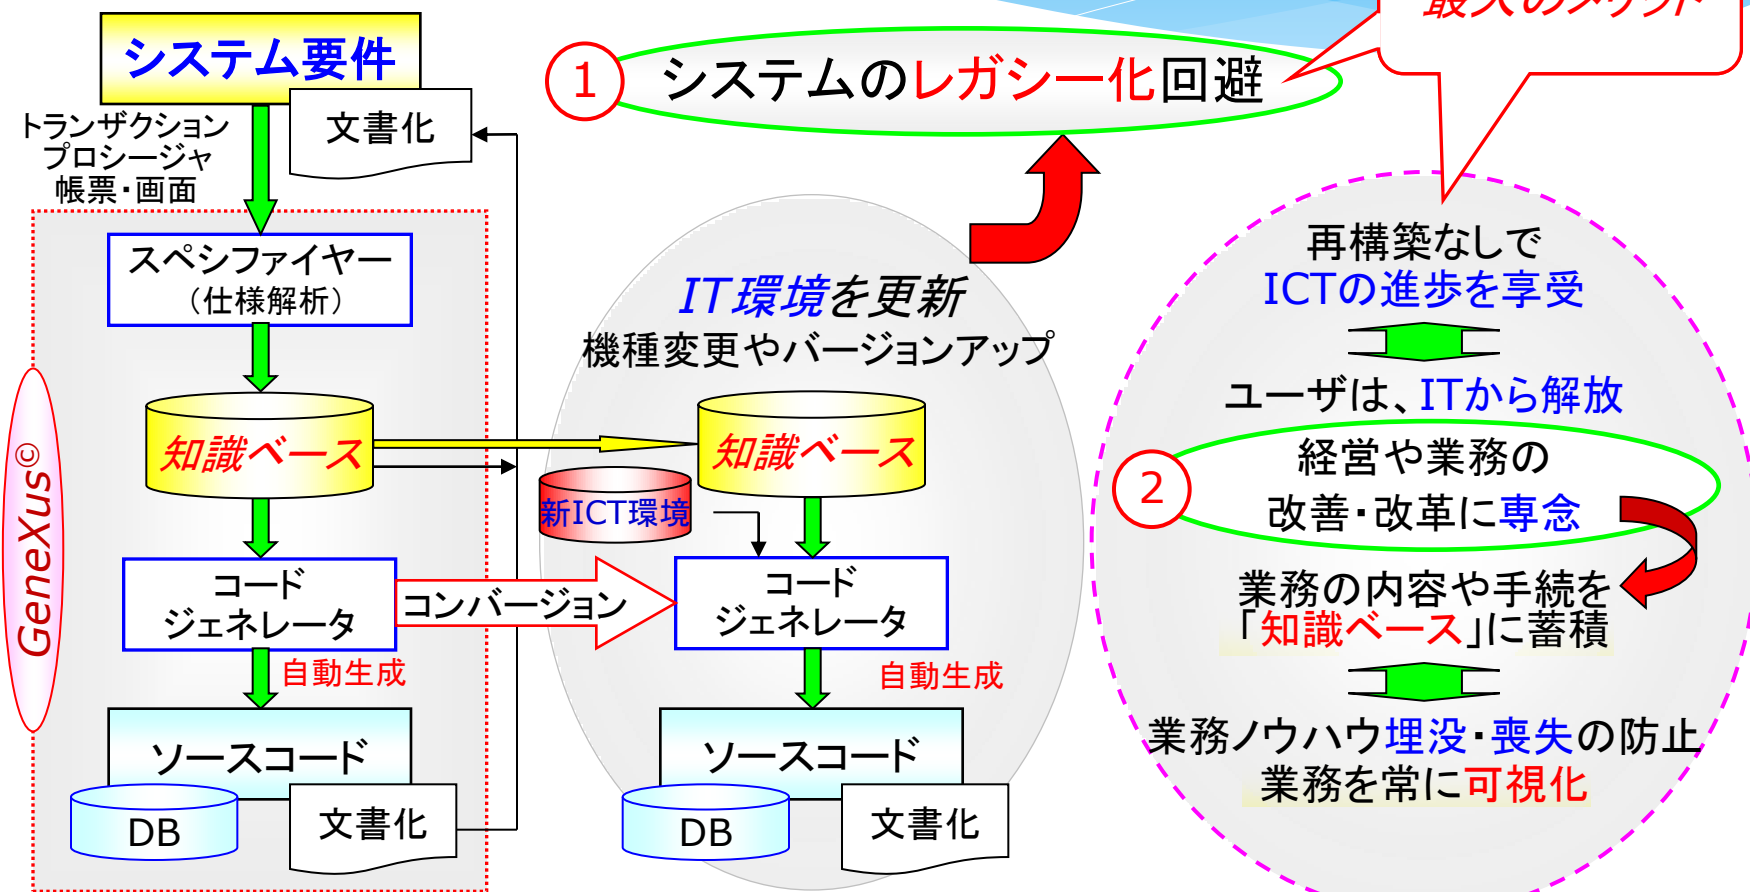 最大のメリット
システム要件
文書化
トランザクション
プロシージャ
帳票・画面
スペシファイヤー
（仕様解析）
知識ベース
コード
ジェネレータ
自動生成
ソースコード
DB
文書化
GeneXus©
コンバージョン
① システムのレガシー化回避
IT環境を更新
機種変更やバージョンアップ
知識ベース
新ICT環境
コード
ジェネレータ
自動生成
ソースコード
DB
文書化
再構築なしで
ICTの進歩を享受
ユーザは、ITから解放
② 経営や業務の
改善・改革に専念
業務の内容や手続を
「知識ベース」に蓄積
業務ノウハウ埋没・喪失の防止
業務を常に可視化